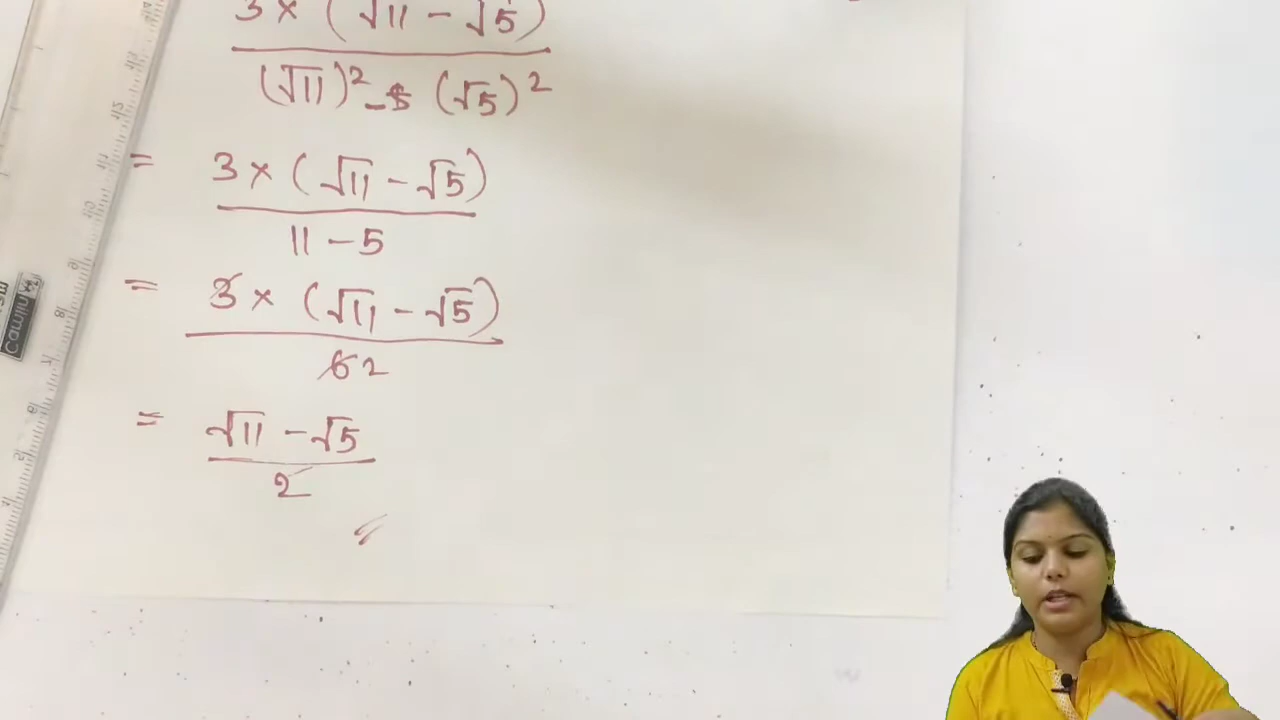 3 × (√11 - √5)
(√11)² - (√5)²
= 3 × (√11 - √5)
11 - 5
= 3 × (√11 - √5)
6 2
= √11 - √5
2
camlin